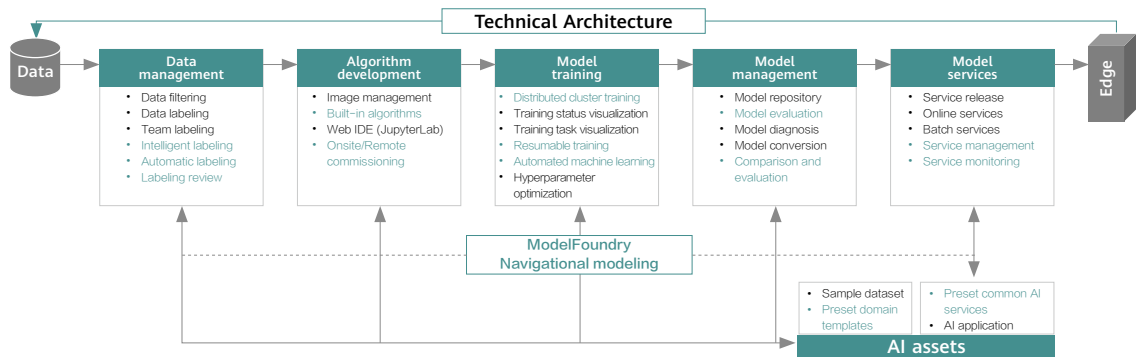 Technical Architecture
Data
Data
management
• Data filtering
• Data labeling
• Team labeling
• Intelligent labeling
• Automatic labeling
• Labeling review
Algorithm
development
• Image management
• Built-in algorithms
• Web IDE (JupyterLab)
• Onsite/Remote
commissioning
Model
training
• Distributed cluster training
• Training status visualization
• Training task visualization
• Resumable training
• Automated machine learning
• Hyperparameter
optimization
Model
management
• Model repository
• Model evaluation
• Model diagnosis
• Model conversion
• Comparison and
evaluation
Model
services
• Service release
• Online services
• Batch services
• Service management
• Service monitoring
Edge
ModelFoundry
Navigational modeling
• Sample dataset
• Preset domain
templates
• Preset common AI
services
• AI application
AI assets